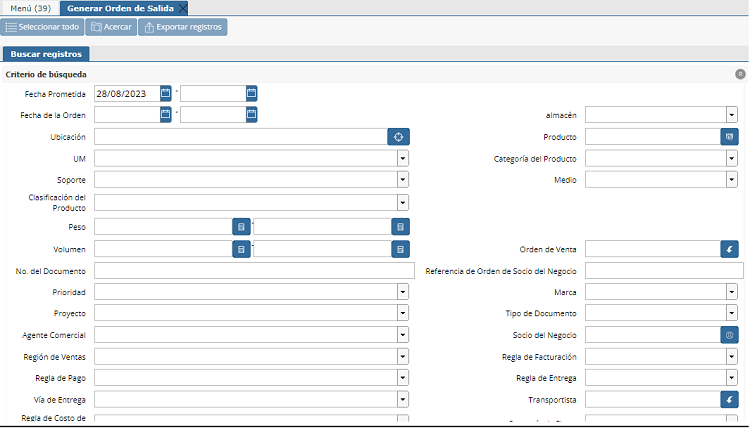 Menú (39)
Generar Orden de Salida
Seleccionar todo
Acercar
Exportar registros
Buscar registros
Criterio de búsqueda
Fecha Prometida
28/08/2023
-
Fecha de la Orden
-
almacén
Ubicación
Producto
UM
Categoría del Producto
Soporte
Medio
Clasificación del
Producto
Peso
-
Volumen
-
Orden de Venta
No. del Documento
Referencia de Orden de Socio del Negocio
Prioridad
Marca
Proyecto
Tipo de Documento
Agente Comercial
Socio del Negocio
Región de Ventas
Regla de Facturación
Regla de Pago
Regla de Entrega
Vía de Entrega
Transportista
Regla de Costo de